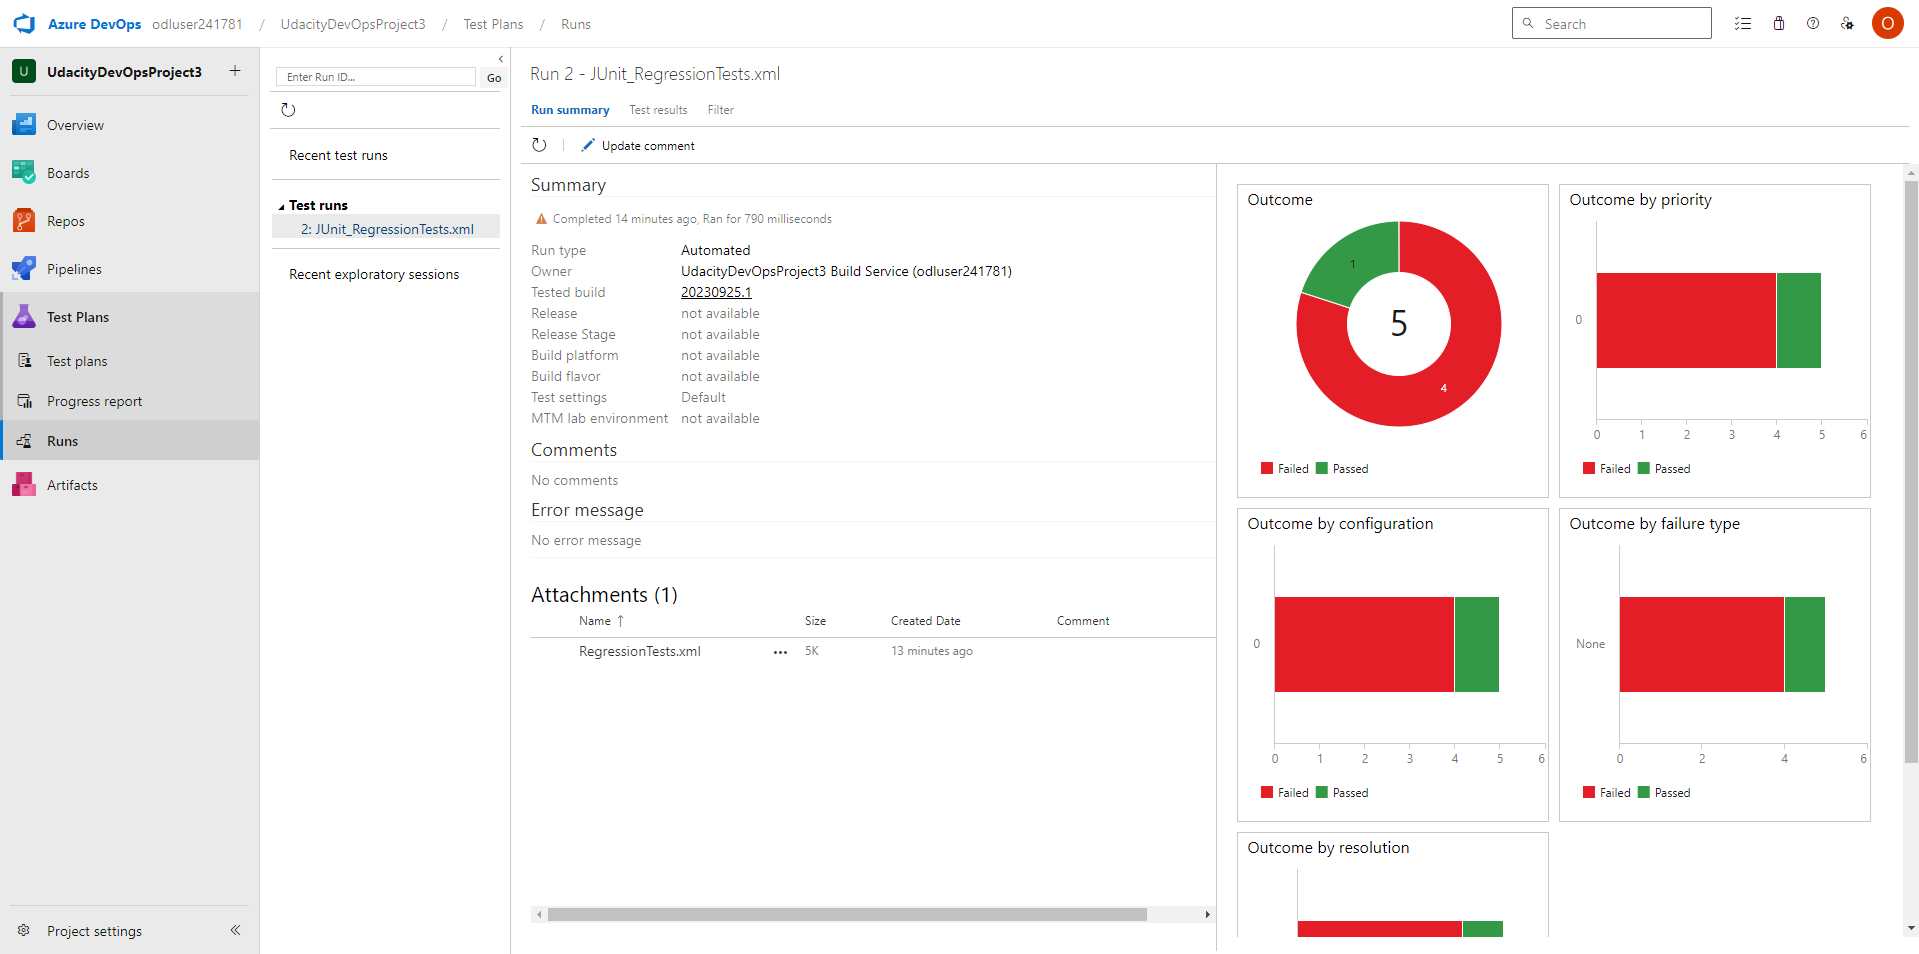 Azure DevOps odluser241781 / UdacityDevOpsProject3 / Test Plans / Runs
Search
O
U UdacityDevOpsProject3 +
Overview
Boards
Repos
Pipelines
Test Plans
Test plans
Progress report
Runs
Artifacts
Project settings
Enter Run ID...
Go
Recent test runs
Test runs
2: JUnit_RegressionTests.xml
Recent exploratory sessions
Run 2 - JUnit_RegressionTests.xml
Run summary Test results Filter
Update comment
Summary
Completed 14 minutes ago, Ran for 790 milliseconds
Run type Automated
Owner UdacityDevOpsProject3 Build Service (odluser241781)
Tested build 20230925.1
Release not available
Release Stage not available
Build platform not available
Build flavor not available
Test settings Default
MTM lab environment not available
Comments
No comments
Error message
No error message
Attachments (1)
Name ↑ Size Created Date Comment
RegressionTests.xml ... 5K 13 minutes ago
Outcome
1
5
4
Failed Passed
Outcome by priority
0
0 1 2 3 4 5 6
Failed Passed
Outcome by configuration
0
0 1 2 3 4 5 6
Failed Passed
Outcome by failure type
None
0 2 4 6
Failed Passed
Outcome by resolution